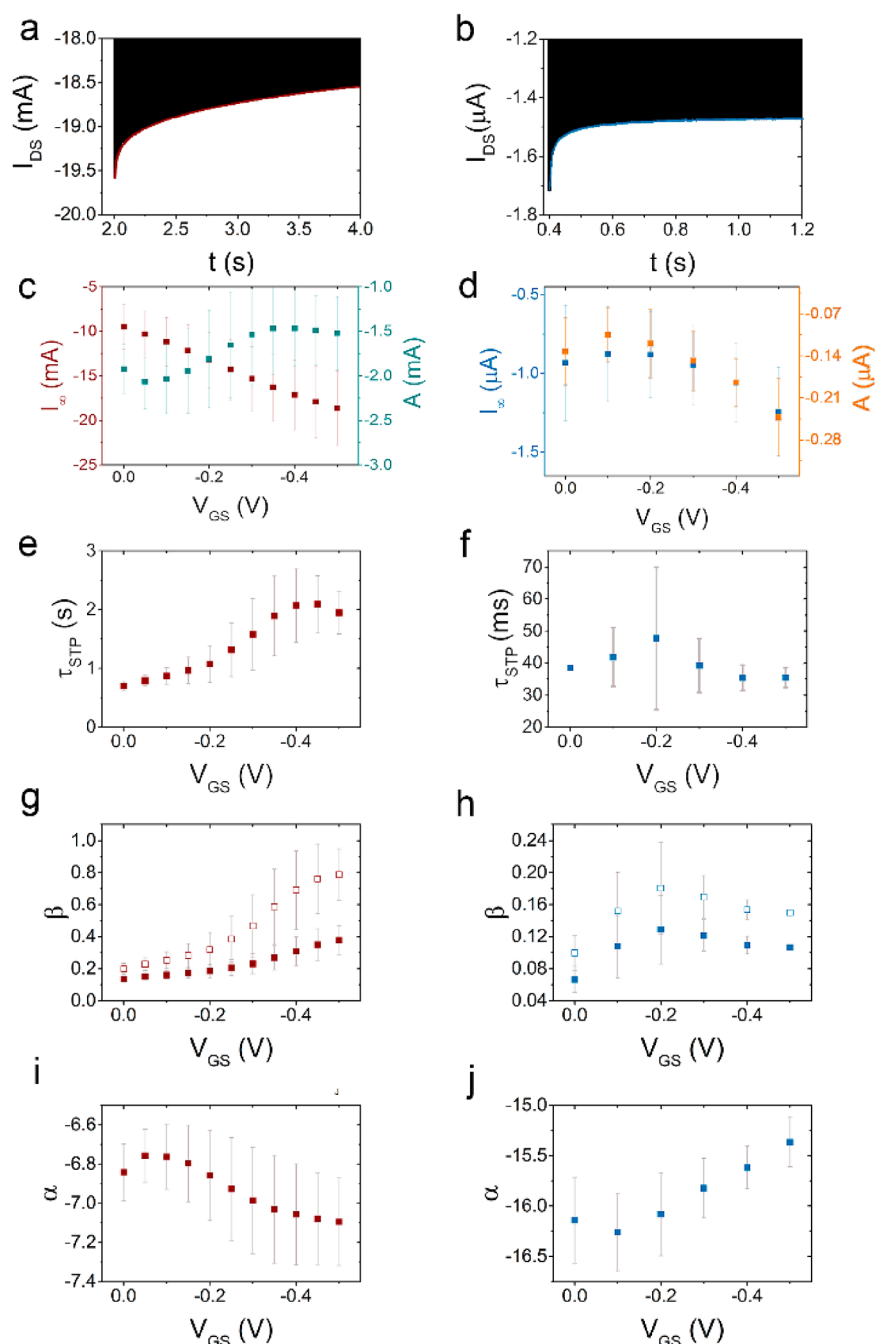 a
-18.0
-18.5
-19.0
-19.5
-20.0
I_DS (mA)
2.0 2.5 3.0 3.5 4.0
t (s)
b
-1.2
-1.4
-1.6
-1.8
I_DS(μA)
0.4 0.6 0.8 1.0 1.2
t (s)
c
-5
-10
-15
-20
-25
I_∞ (mA)
-1.0
-1.5
-2.0
-2.5
-3.0
A (mA)
0.0 -0.2 -0.4
V_GS (V)
d
-0.5
-1.0
-1.5
I_∞ (μA)
-0.07
-0.14
-0.21
-0.28
A (μA)
0.0 -0.2 -0.4
V_GS (V)
e
3
2
1
0
τ_STP (s)
0.0 -0.2 -0.4
V_GS (V)
f
70
60
50
40
30
20
τ_STP (ms)
0.0 -0.2 -0.4
V_GS (V)
g
1.0
0.8
0.6
0.4
0.2
0.0
β
0.0 -0.2 -0.4
V_GS (V)
h
0.24
0.20
0.16
0.12
0.08
0.04
β
0.0 -0.2 -0.4
V_GS (V)
i
-6.6
-6.8
-7.0
-7.2
-7.4
α
0.0 -0.2 -0.4
V_GS (V)
j
-15.0
-15.5
-16.0
-16.5
α
0.0 -0.2 -0.4
V_GS (V)